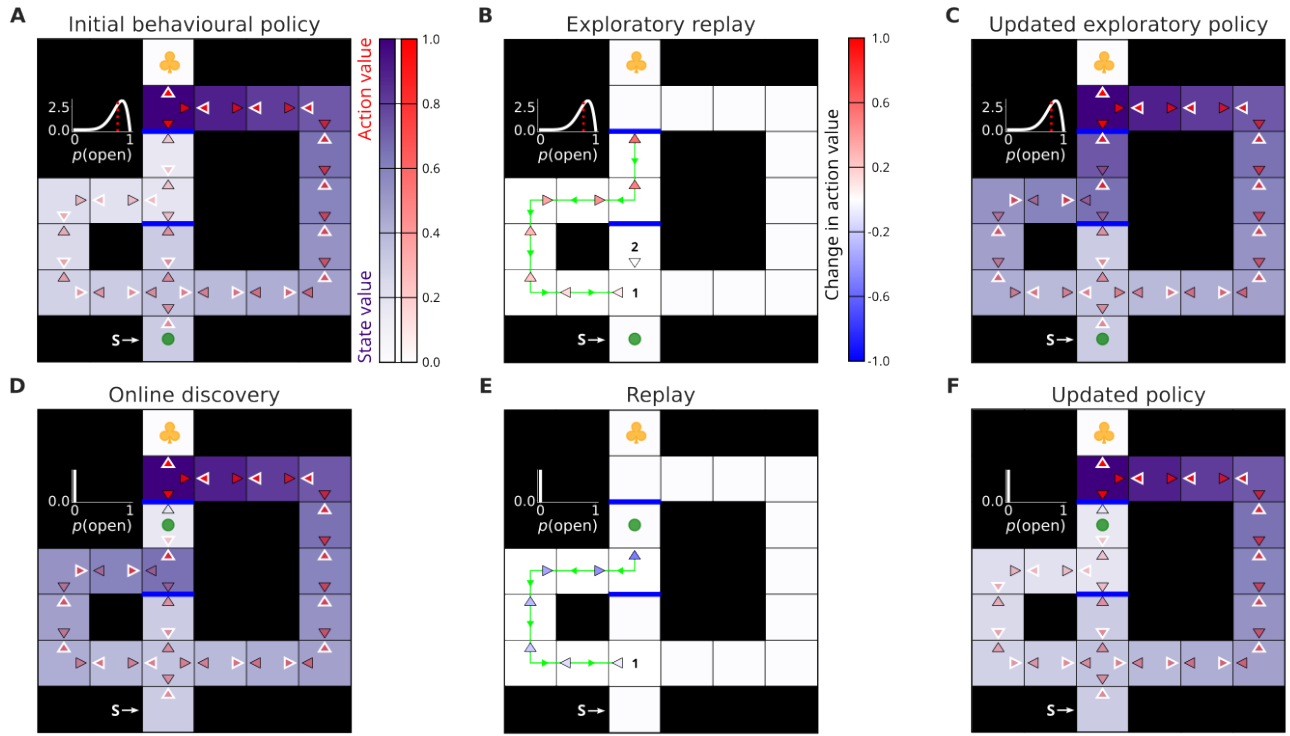 A
Initial behavioural policy
2.5
0.0
0
1
p(open)
S→
State value
Action value
1.0
0.8
0.6
0.4
0.2
0.0
B
Exploratory replay
2.5
0.0
0
1
p(open)
2
1
S→
Change in action value
1.0
0.6
0.2
-0.2
-0.6
-1.0
C
Updated exploratory policy
2.5
0.0
0
1
p(open)
S→
D
Online discovery
0.0
0
1
p(open)
S→
E
Replay
0.0
0
1
p(open)
1
S→
F
Updated policy
0.0
0
1
p(open)
S→